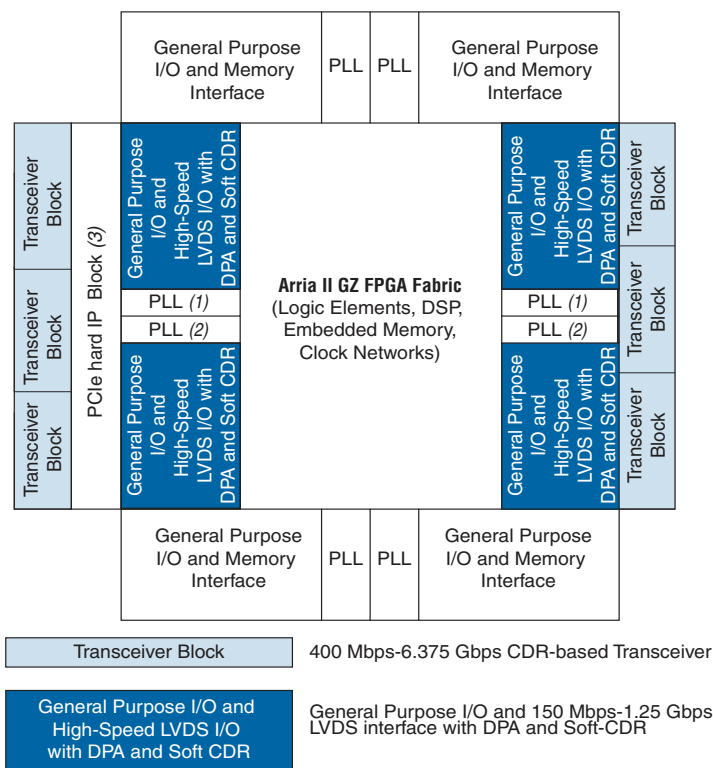 General Purpose
I/O and Memory
Interface
PLL
PLL
General Purpose
I/O and Memory
Interface
Transceiver
Block
Transceiver
Block
Transceiver
Block
PCIe hard IP Block (3)
General Purpose
I/O and
High-Speed
LVDS I/O with
DPA and Soft CDR
PLL (1)
PLL (2)
General Purpose
I/O and
High-Speed
LVDS I/O with
DPA and Soft CDR
Arria II GZ FPGA Fabric
(Logic Elements, DSP,
Embedded Memory,
Clock Networks)
General Purpose
I/O and
High-Speed
LVDS I/O with
DPA and Soft CDR
PLL (1)
PLL (2)
General Purpose
I/O and
High-Speed
LVDS I/O with
DPA and Soft CDR
Transceiver
Block
Transceiver
Block
Transceiver
Block
General Purpose
I/O and Memory
Interface
PLL
PLL
General Purpose
I/O and Memory
Interface
Transceiver Block
400 Mbps-6.375 Gbps CDR-based Transceiver
General Purpose I/O and
High-Speed LVDS I/O
with DPA and Soft CDR
General Purpose I/O and 150 Mbps-1.25 Gbps
LVDS interface with DPA and Soft-CDR